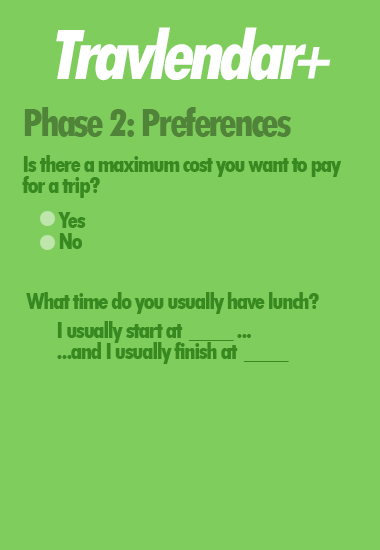 Travlendar+
Phase 2: Preferences
Is there a maximum cost you want to pay
for a trip?
Yes
No
What time do you usually have lunch?
I usually start at ____ ...
...and I usually finish at ____